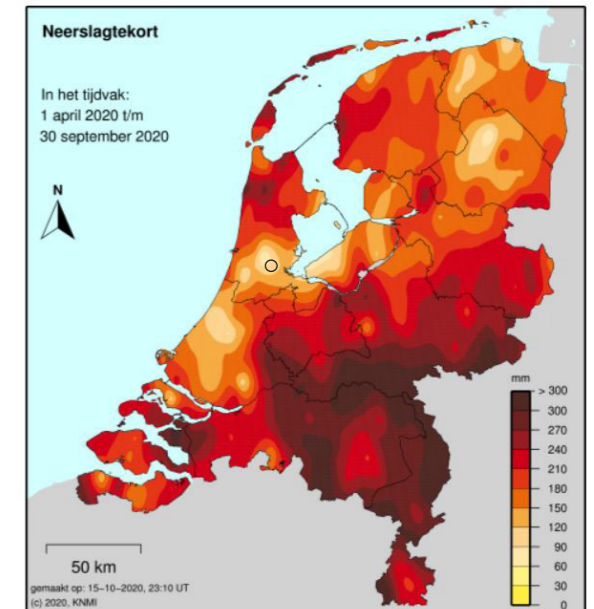 Neerslagtekort
In het tijdvak:
1 april 2020 t/m
30 september 2020
N
mm
> 300
300
270
240
210
180
150
120
90
60
30
0
50 km
gemaakt op: 15-10-2020, 23:10 UT
(c) 2020, KNMI